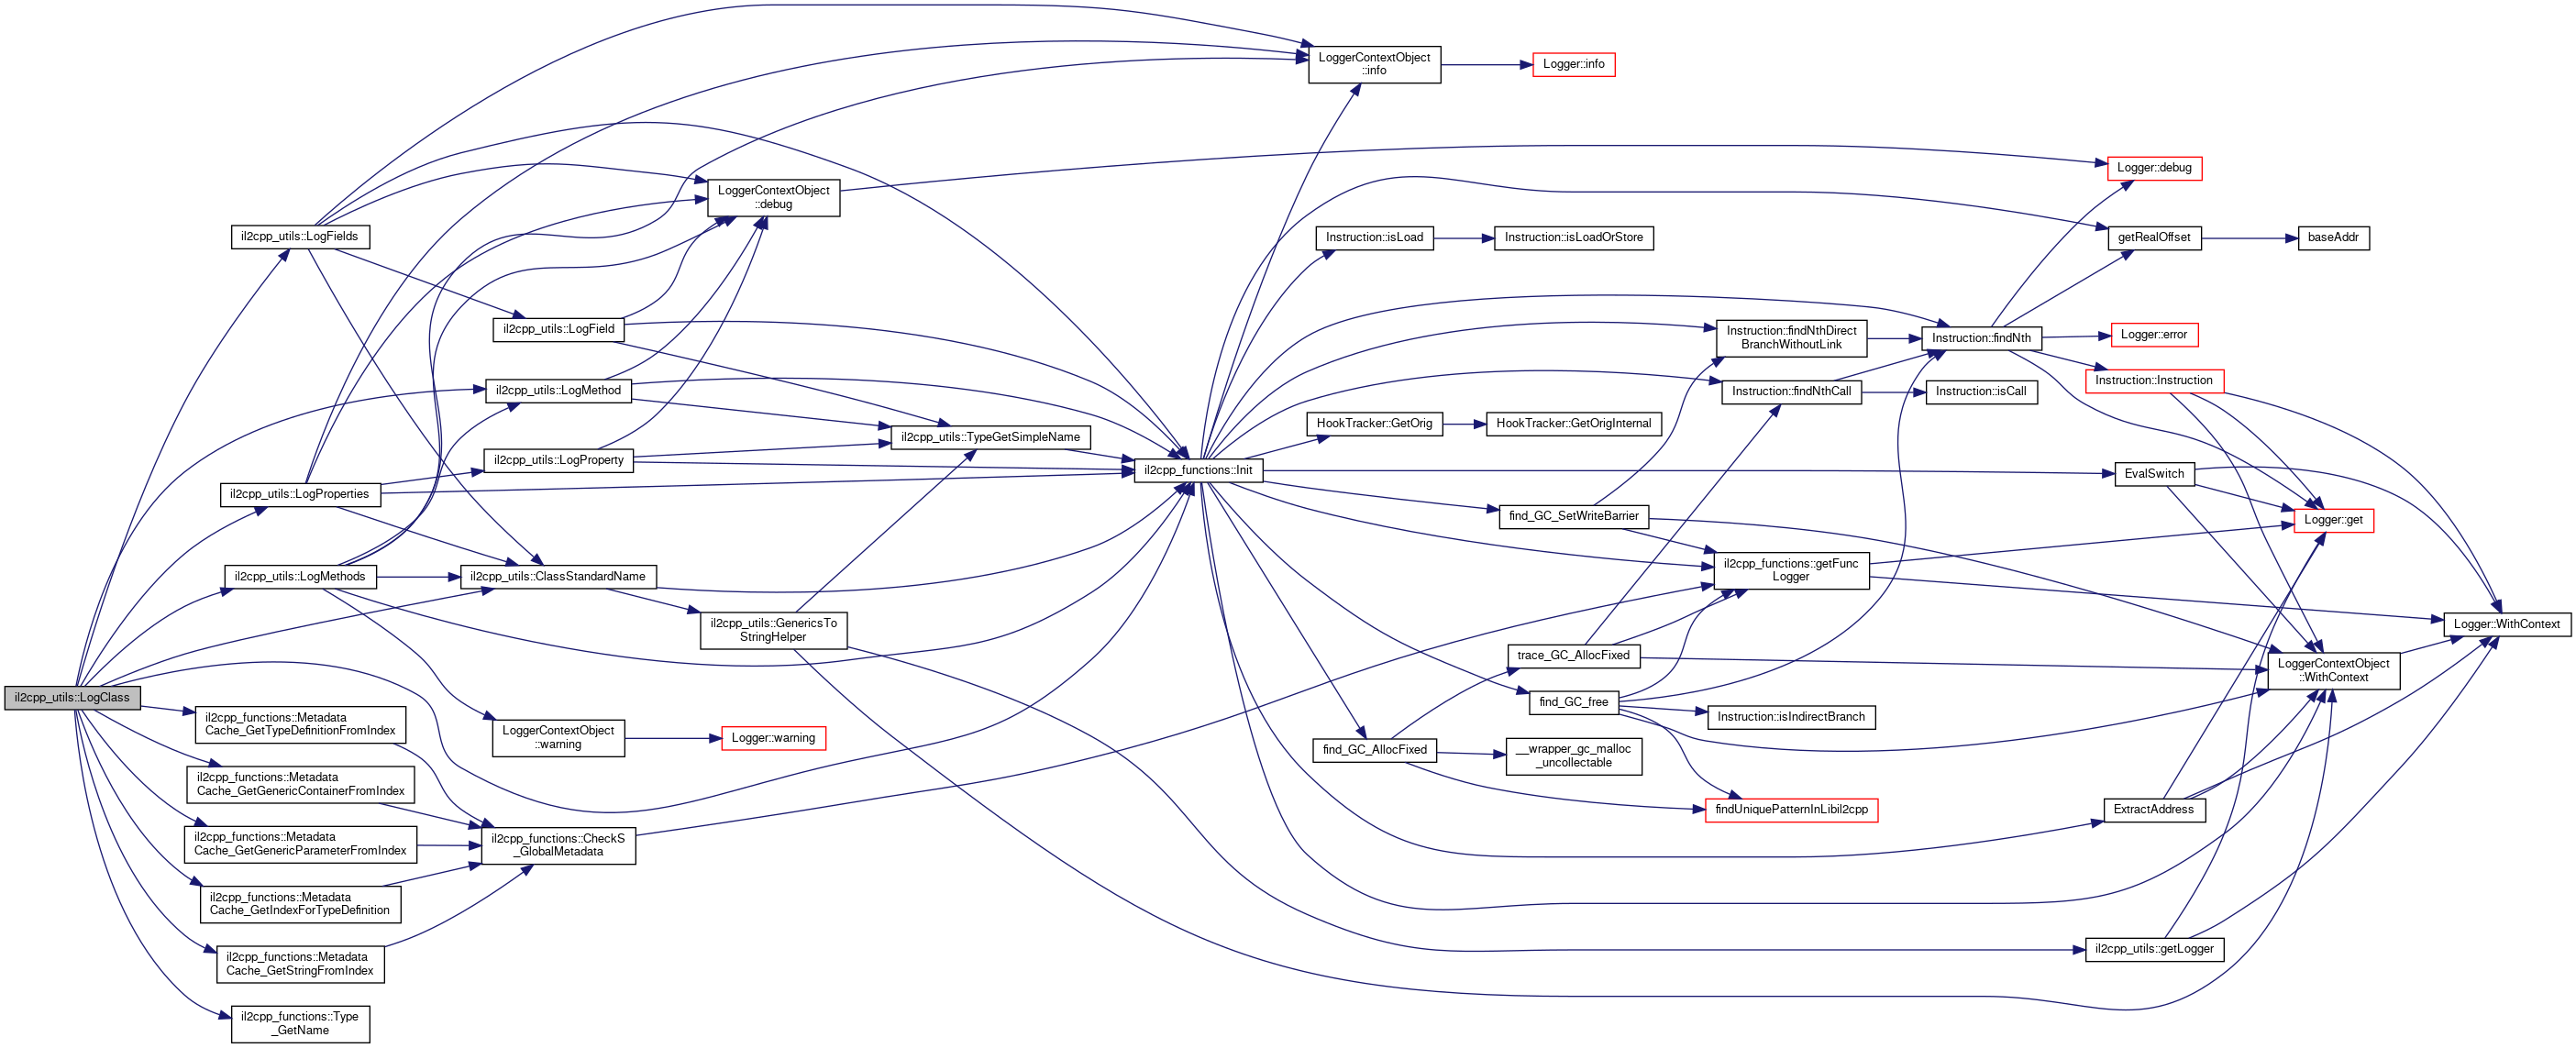 il2cpp_utils::LogClass
il2cpp_utils::LogFields
il2cpp_utils::LogProperties
il2cpp_utils::LogMethods
il2cpp_functions::Metadata
Cache_GetTypeDefinitionFromIndex
il2cpp_functions::Metadata
Cache_GetGenericContainerFromIndex
il2cpp_functions::Metadata
Cache_GetGenericParameterFromIndex
il2cpp_functions::Metadata
Cache_GetIndexForTypeDefinition
il2cpp_functions::Metadata
Cache_GetStringFromIndex
il2cpp_functions::Type
_GetName
il2cpp_utils::LogField
il2cpp_utils::LogMethod
il2cpp_utils::LogProperty
il2cpp_utils::ClassStandardName
LoggerContextObject
::warning
il2cpp_functions::CheckS
_GlobalMetadata
LoggerContextObject
::debug
il2cpp_utils::GenericsTo
StringHelper
Logger::warning
il2cpp_utils::TypeGetSimpleName
il2cpp_functions::Init
LoggerContextObject
::info
Instruction::isLoad
HookTracker::GetOrig
find_GC_AllocFixed
Logger::info
Instruction::isLoadOrStore
HookTracker::GetOrigInternal
find_GC_SetWriteBarrier
trace_GC_AllocFixed
find_GC_free
__wrapper_gc_malloc
_uncollectable
Instruction::findNthDirect
BranchWithoutLink
Instruction::findNthCall
il2cpp_functions::getFunc
Logger
Instruction::isIndirectBranch
findUniquePatternInLibil2cpp
Instruction::findNth
Instruction::isCall
Logger::debug
getRealOffset
Logger::error
Instruction::Instruction
EvalSwitch
ExtractAddress
il2cpp_utils::getLogger
baseAddr
Logger::get
LoggerContextObject
::WithContext
Logger::WithContext